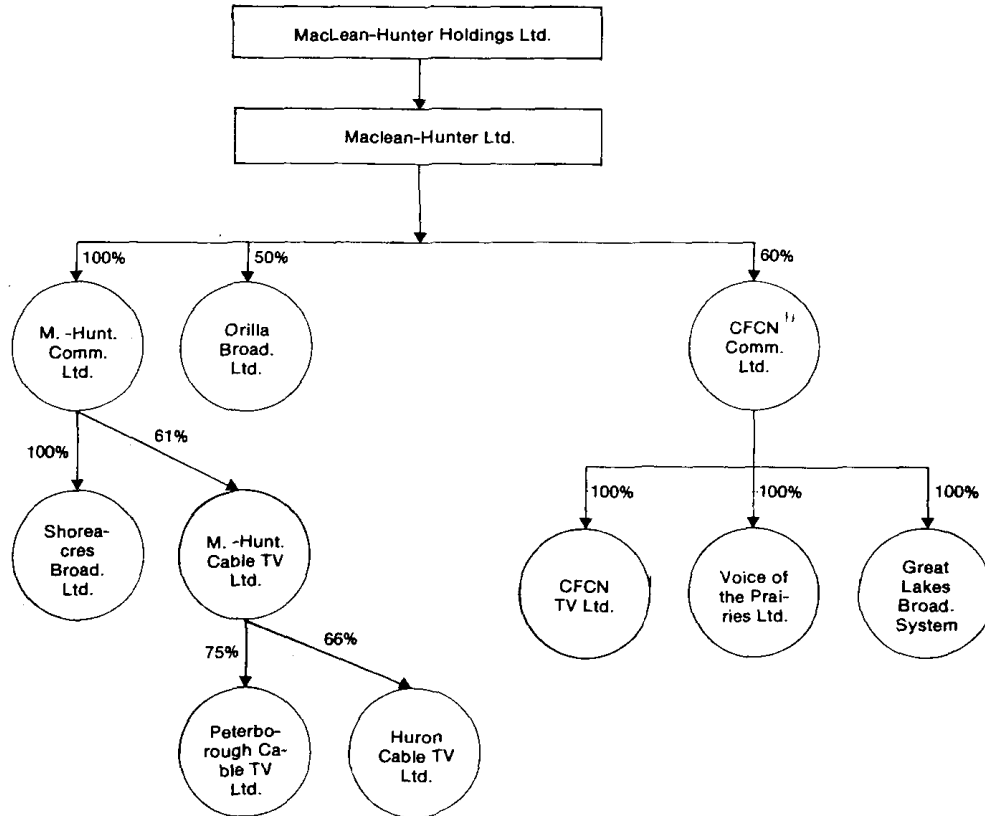 MacLean-Hunter Holdings Ltd.
Maclean-Hunter Ltd.
100%
50%
60%
M. -Hunt.
Comm.
Ltd.
Orilla
Broad.
Ltd.
CFCN
Comm.
Ltd.
100%
61%
100%
100%
100%
Shorea-
cres
Broad.
Ltd.
M. -Hunt.
Cable TV
Ltd.
CFCN
TV Ltd.
Voice of
the Prai-
ries Ltd.
Great
Lakes
Broad.
System
75%
66%
Peterbo-
rough Ca-
ble TV
Ltd.
Huron
Cable TV
Ltd.